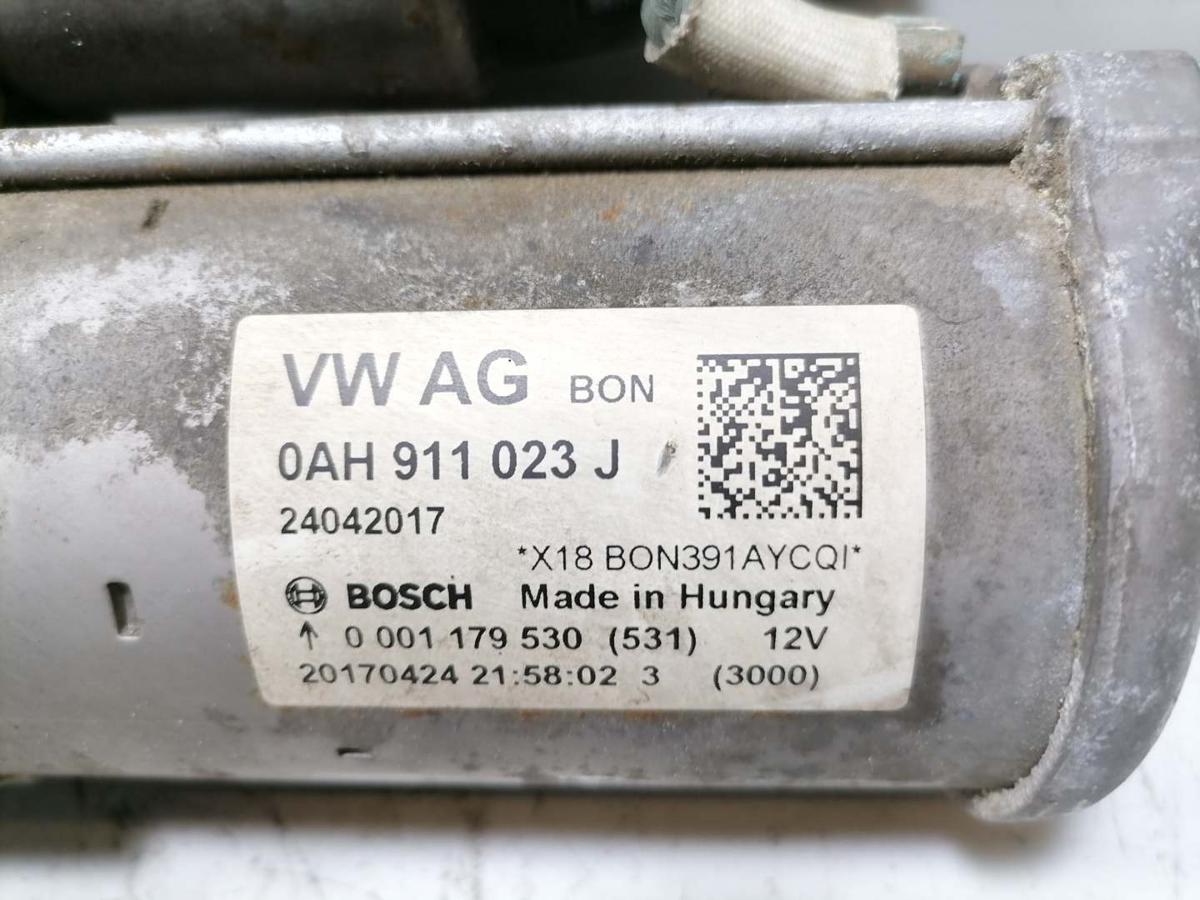 VW AG BON
0AH 911 023 J
24042017
*X18 BON391AYCQI*
BOSCH Made in Hungary
↑ 0 001 179 530 (531) 12V
20170424 21:58:02 3 (3000)